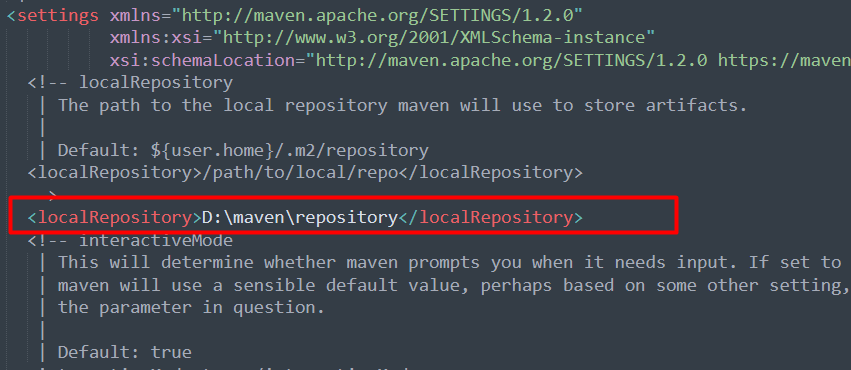 <settings xmlns="http://maven.apache.org/SETTINGS/1.2.0"
xmlns:xsi="http://www.w3.org/2001/XMLSchema-instance"
xsi:schemaLocation="http://maven.apache.org/SETTINGS/1.2.0 https://maven
<!-- localRepository
| The path to the local repository maven will use to store artifacts.
|
| Default: ${user.home}/.m2/repository
<localRepository>/path/to/local/repo</localRepository>
>
<localRepository>D:\maven\repository</localRepository>
<!-- interactiveMode
| This will determine whether maven prompts you when it needs input. If set to
| maven will use a sensible default value, perhaps based on some other setting,
| the parameter in question.
|
| Default: true